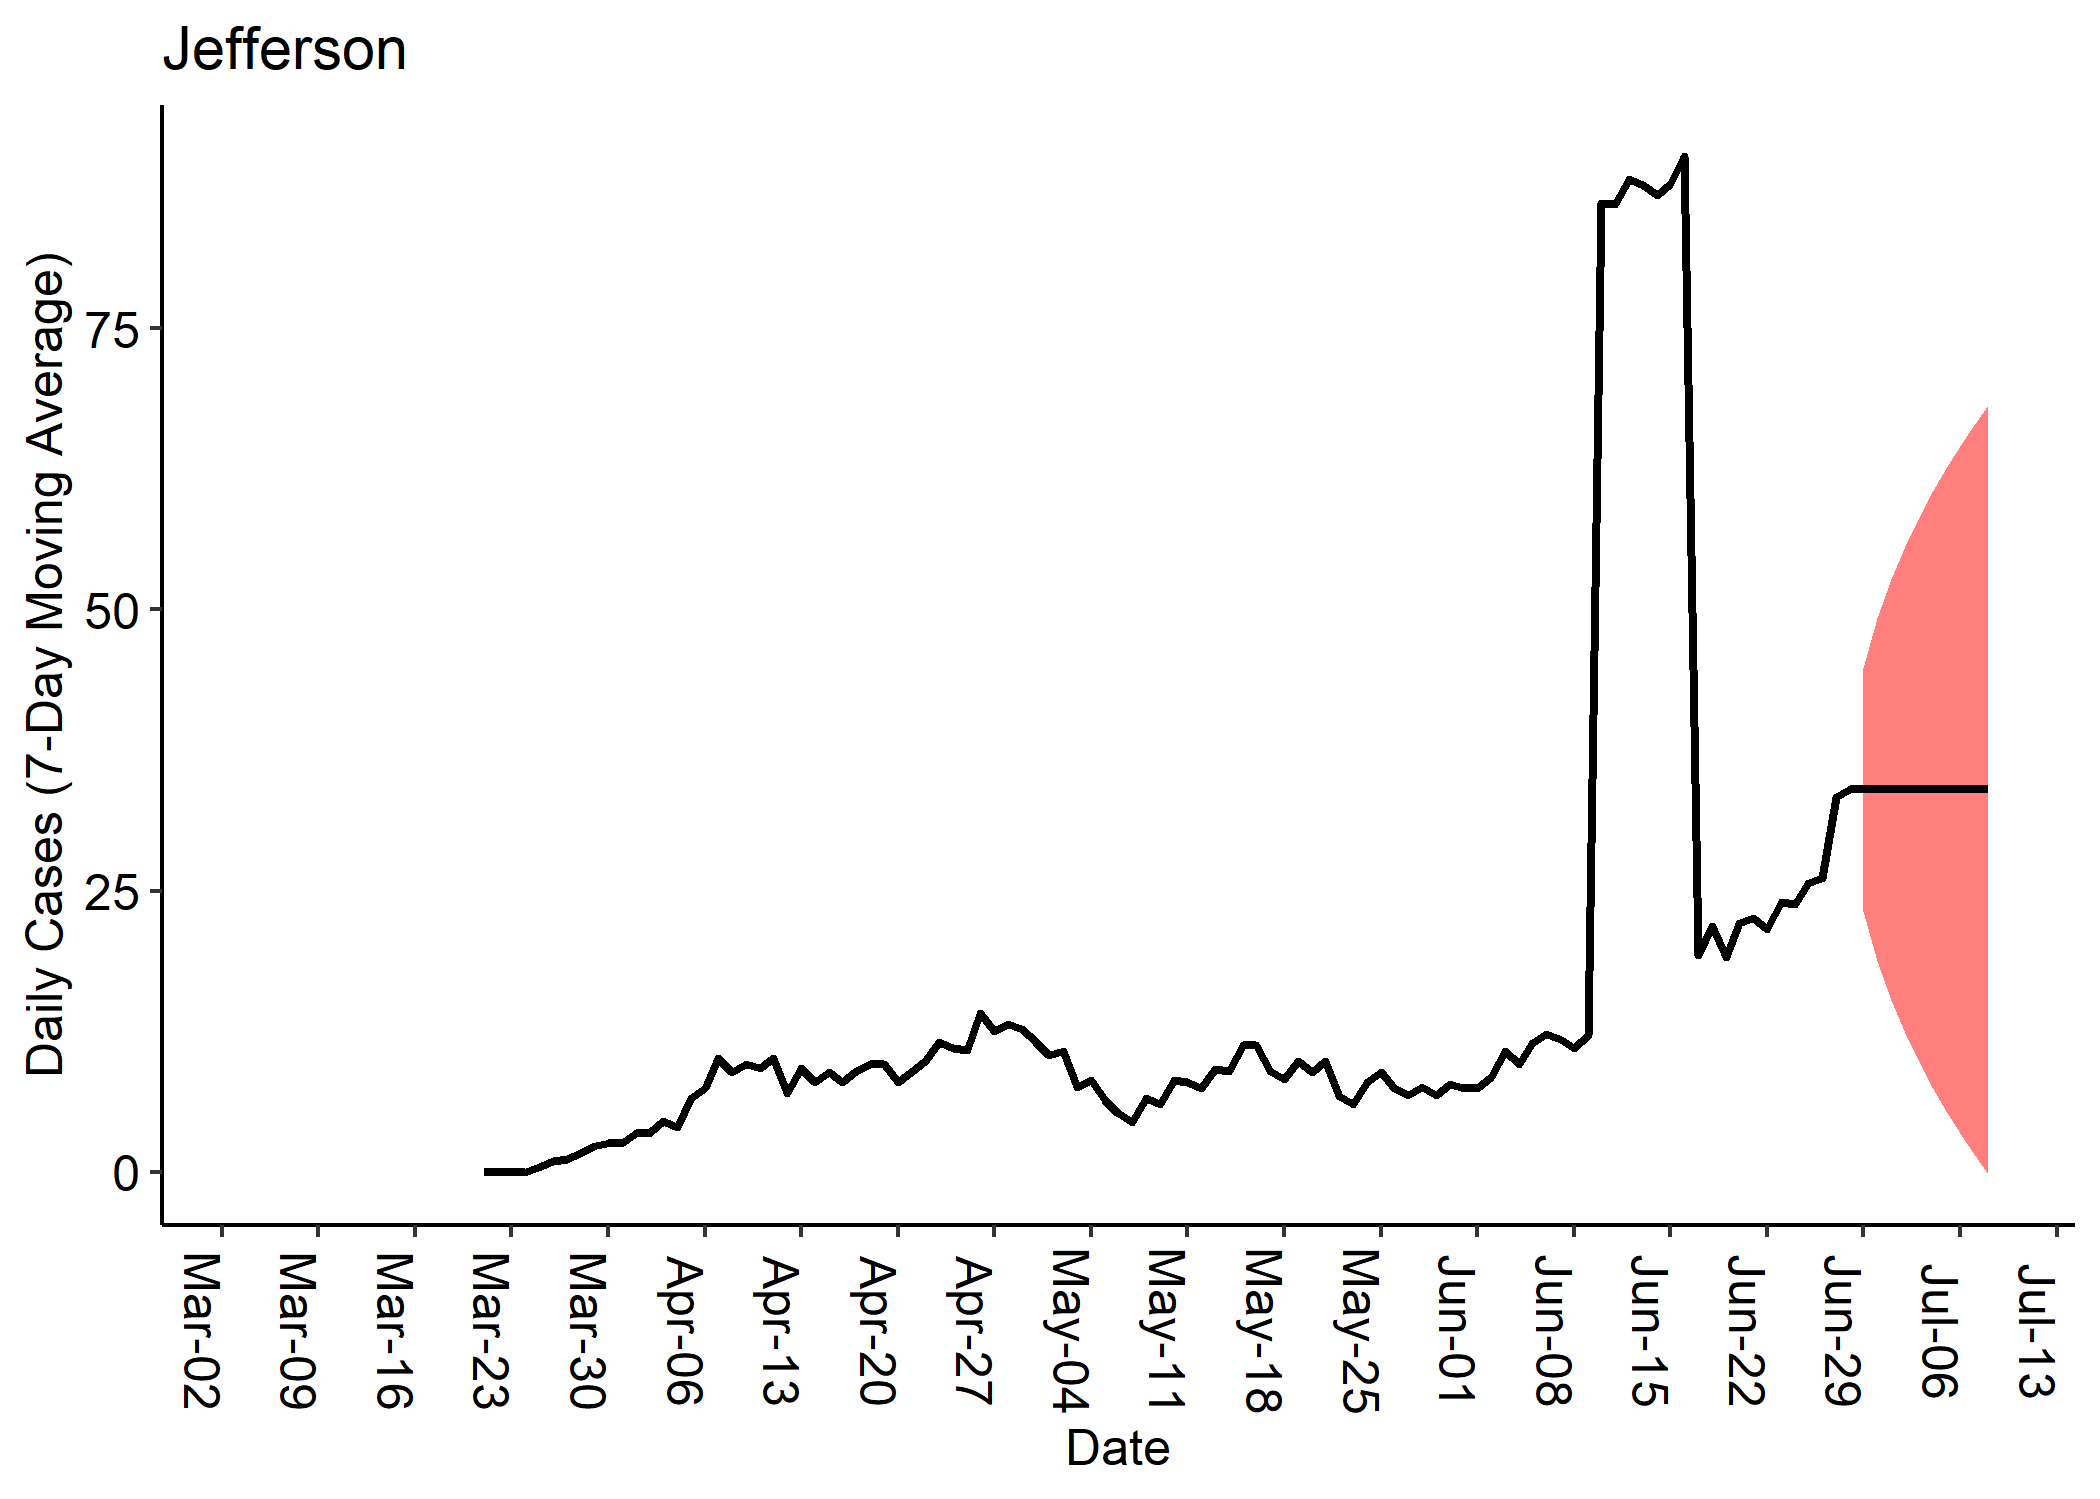 Jefferson
Daily Cases (7-Day Moving Average)
75
50
25
0
Mar-02
Mar-09
Mar-16
Mar-23
Mar-30
Apr-06
Apr-13
Apr-20
Apr-27
May-04
May-11
May-18
May-25
Jun-01
Jun-08
Jun-15
Jun-22
Jun-29
Jul-06
Jul-13
Date